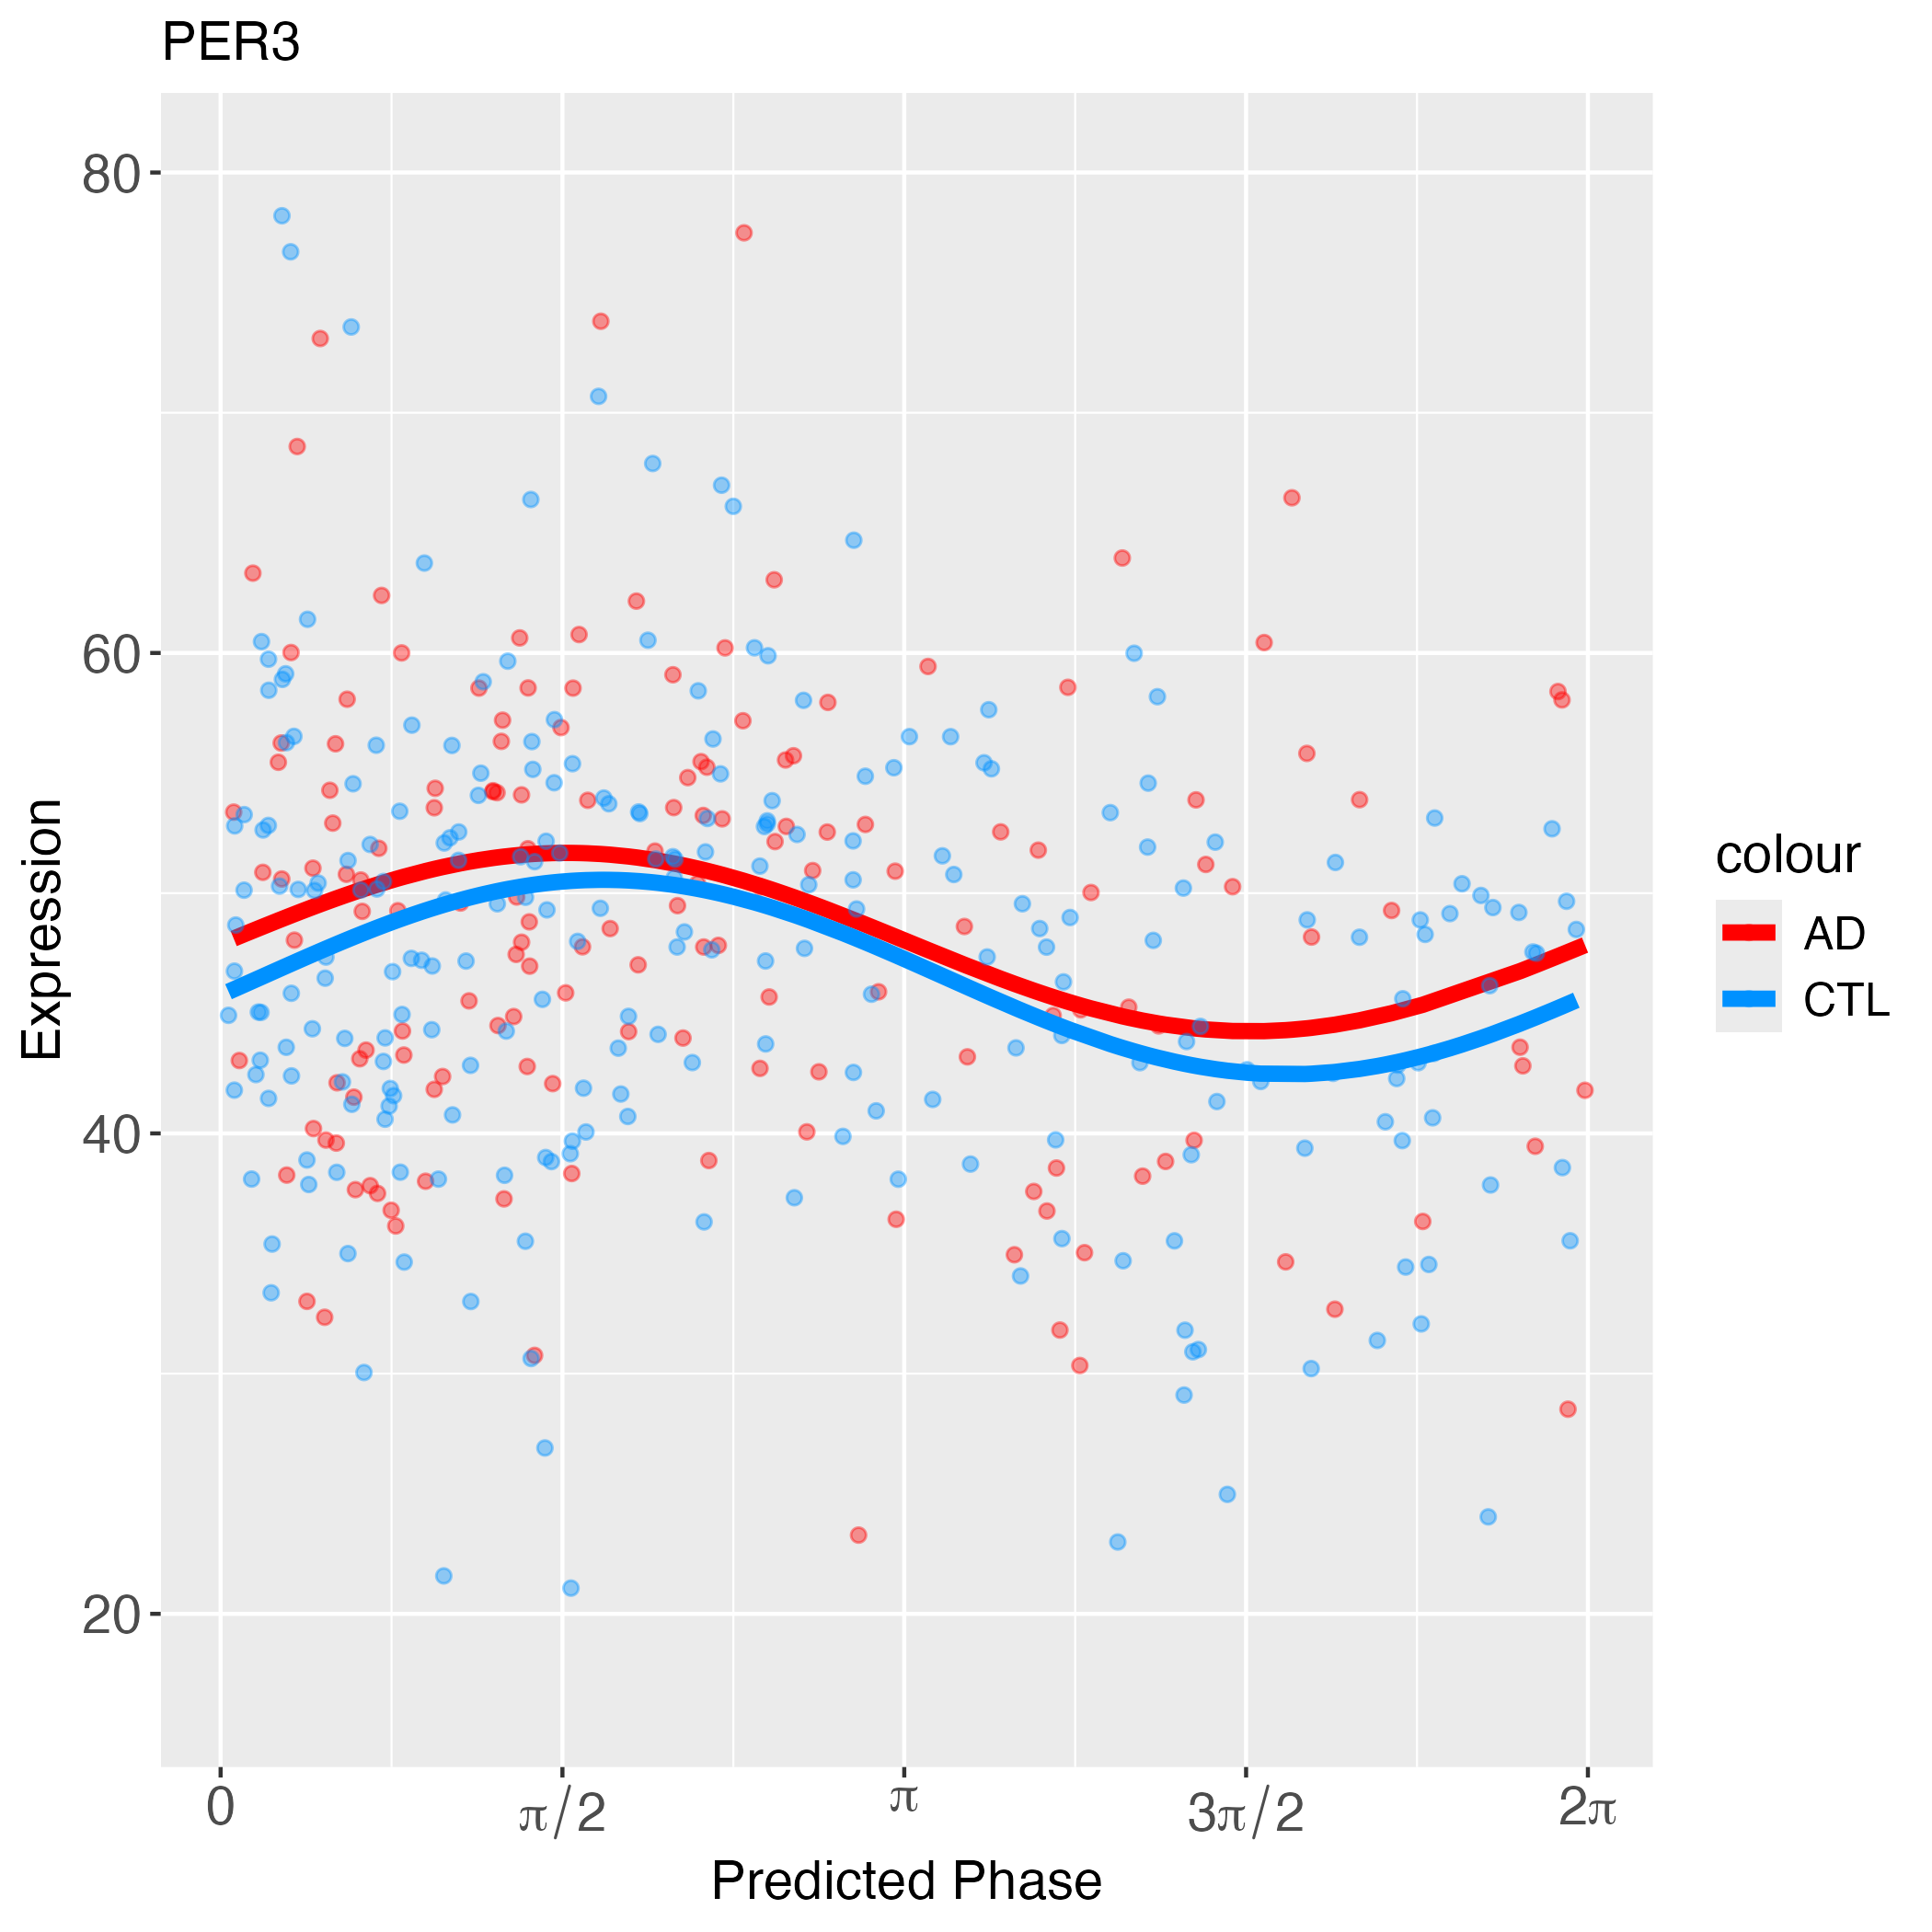 PER3
80
60
40
20
Expression
0
π/2
π
3π/2
2π
Predicted Phase
colour
AD
CTL